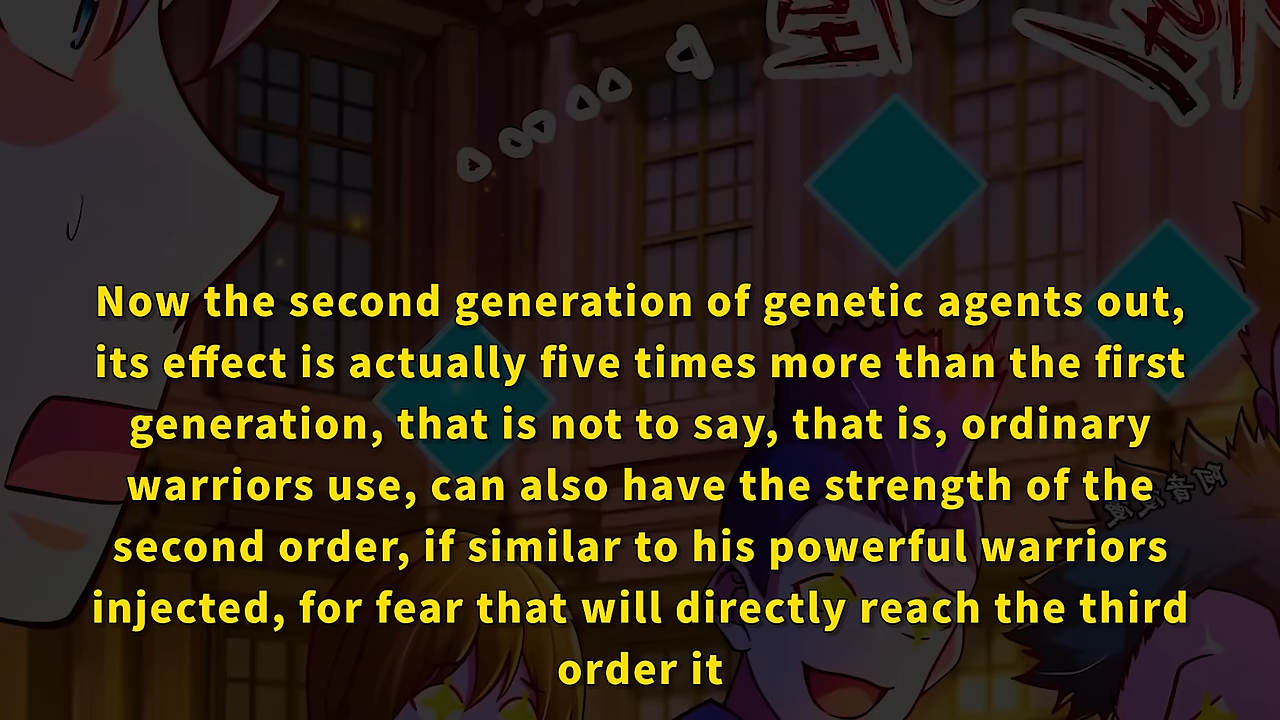 Now the second generation of genetic agents out,
its effect is actually five times more than the first
generation, that is not to say, that is, ordinary
warriors use, can also have the strength of the
second order, if similar to his powerful warriors
injected, for fear that will directly reach the third
order it